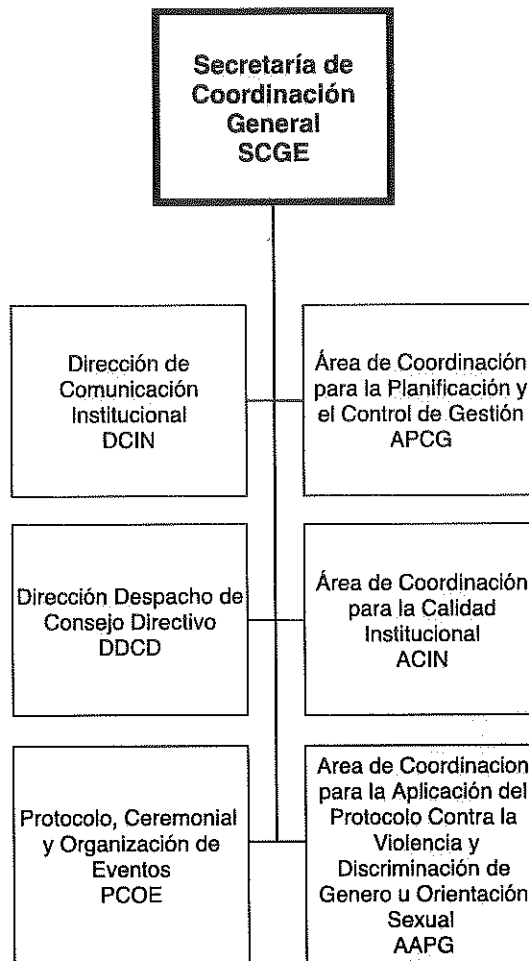 Secretaría de
Coordinación
General
SCGE
Dirección de
Comunicación
Institucional
DCIN
Área de Coordinación
para la Planificación y
el Control de Gestión
APCG
Dirección Despacho de
Consejo Directivo
DDCD
Área de Coordinación
para la Calidad
Institucional
ACIN
Protocolo, Ceremonial
y Organización de
Eventos
PCOE
Area de Coordinacion
para la Aplicación del
Protocolo Contra la
Violencia y
Discriminación de
Genero u Orientación
Sexual
AAPG